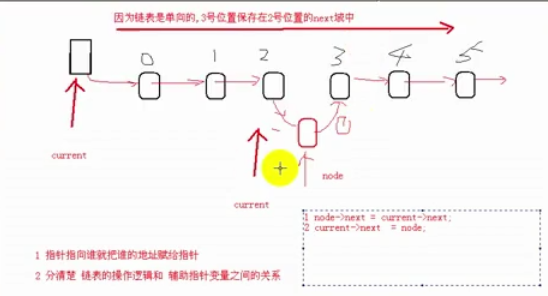 因为链表是单向的,3号位置保存在2号位置的next域中
0 1 2 3 4 5
current
node
current
1 node->next = current->next;
2 current->next = node;
1 指针指向谁就把谁的地址赋给指针
2 分清楚 链表的操作逻辑和 辅助指针变量之间的关系